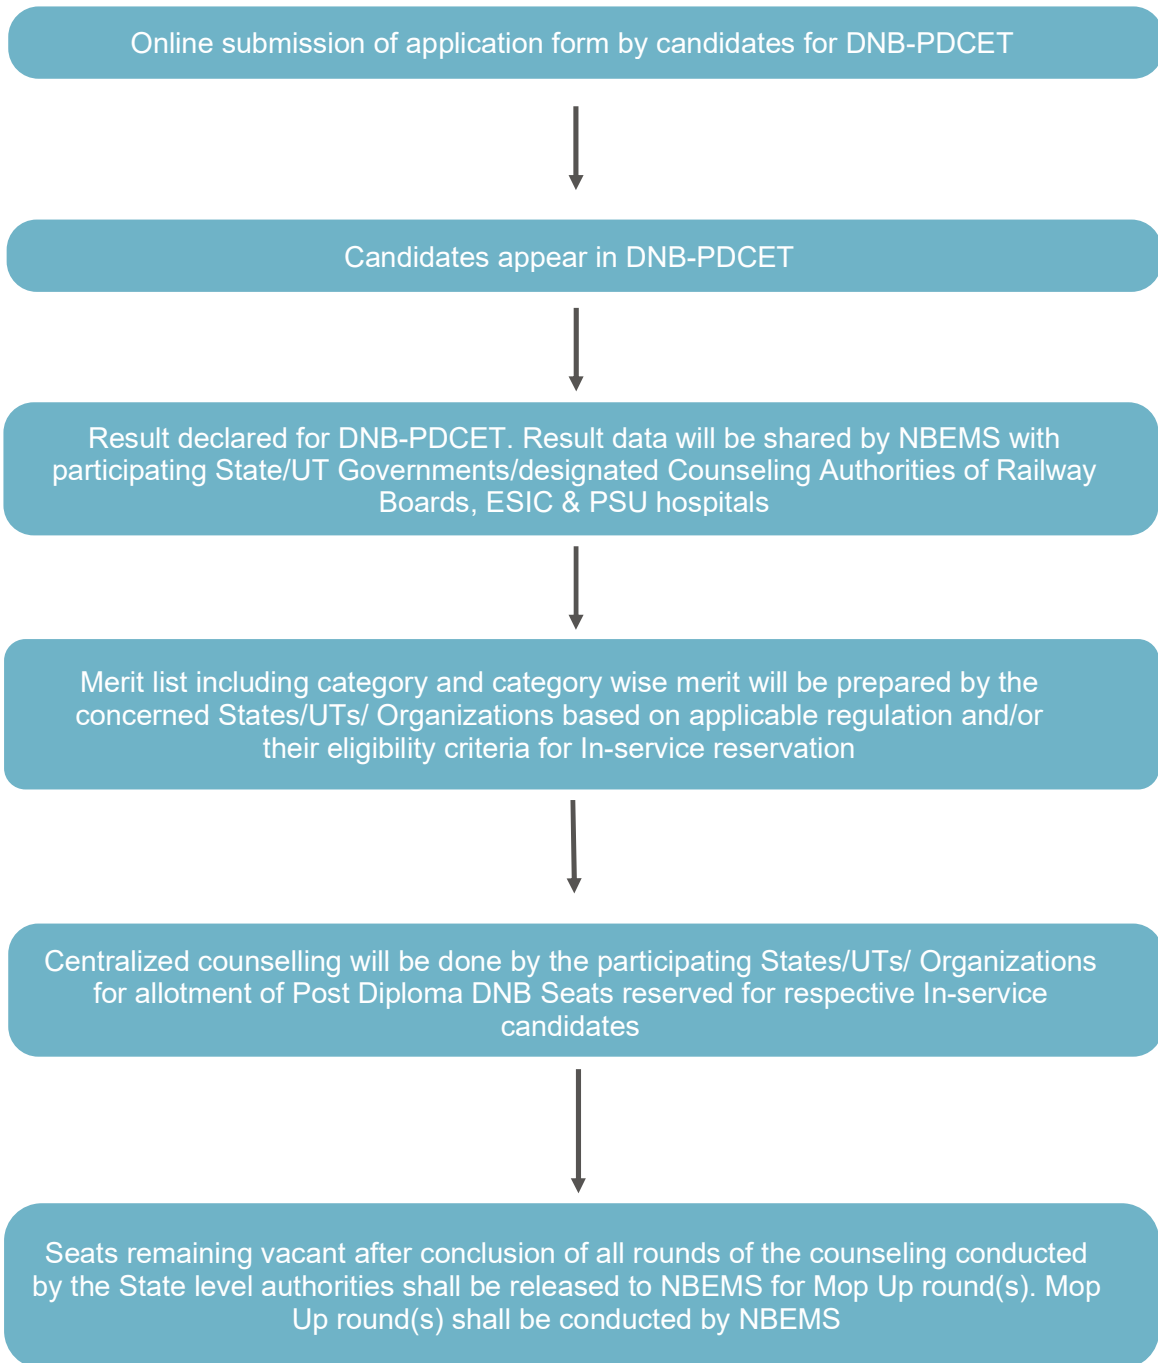 Online submission of application form by candidates for DNB-PDCET
Candidates appear in DNB-PDCET
Result declared for DNB-PDCET. Result data will be shared by NBEMS with
participating State/UT Governments/designated Counseling Authorities of Railway
Boards, ESIC & PSU hospitals
Merit list including category and category wise merit will be prepared by the
concerned States/UTs/ Organizations based on applicable regulation and/or
their eligibility criteria for In-service reservation
Centralized counselling will be done by the participating States/UTs/ Organizations
for allotment of Post Diploma DNB Seats reserved for respective In-service
candidates
Seats remaining vacant after conclusion of all rounds of the counseling conducted
by the State level authorities shall be released to NBEMS for Mop Up round(s). Mop
Up round(s) shall be conducted by NBEMS